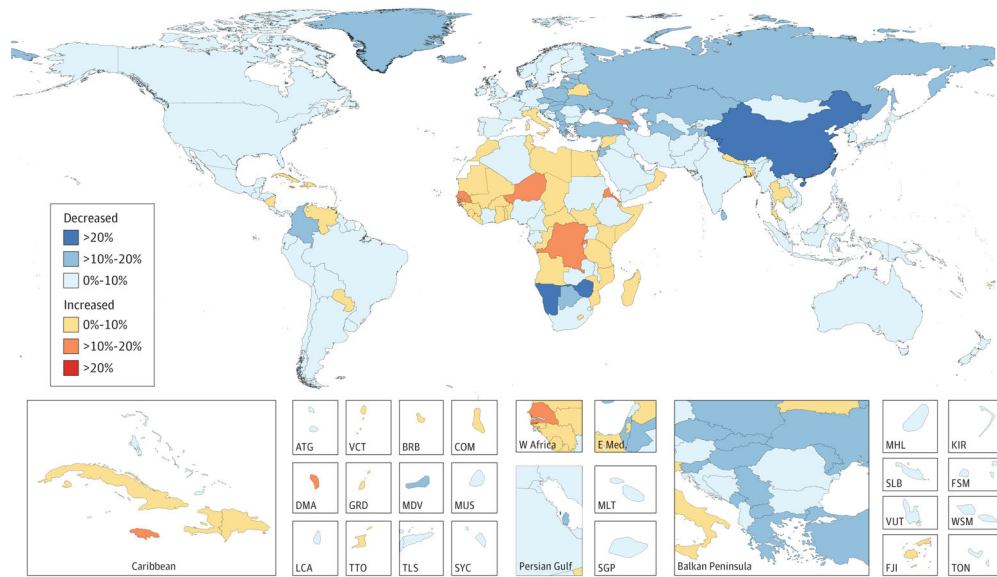 Decreased
>20%
>10%-20%
0%-10%
Increased
0%-10%
>10%-20%
>20%
Caribbean
ATG
VCT
BRB
COM
DMA
GRD
MDV
MUS
LCA
TTO
TLS
SYC
W Africa
E Med.
Persian Gulf
MLT
SGP
Balkan Peninsula
MHL
KIR
SLB
FSM
VUT
WSM
FJI
TON